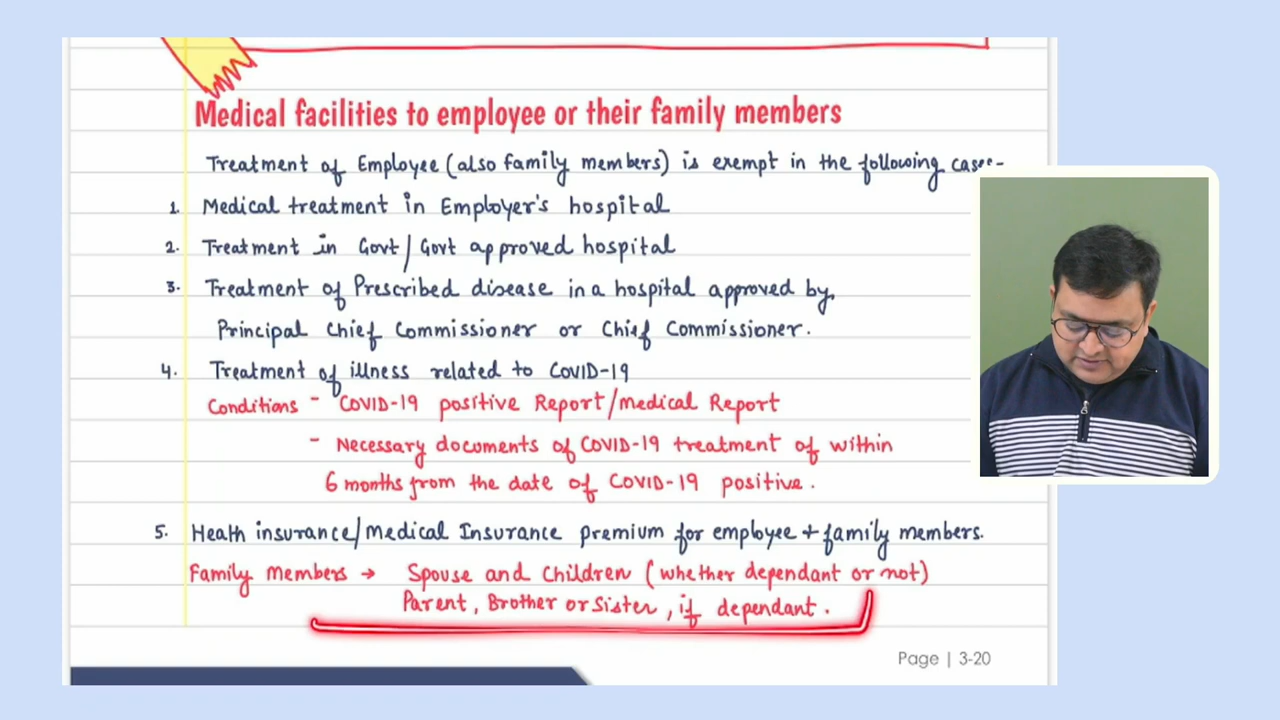 Medical facilities to employee or their family members
Treatment of Employee (also family members) is exempt in the following cases-
1. Medical treatment in Employer's hospital
2. Treatment in Govt/Govt approved hospital
3. Treatment of Prescribed disease in a hospital approved by,
Principal Chief Commissioner or Chief Commissioner.
4. Treatment of illness related to COVID-19
Conditions - COVID-19 positive Report/medical Report
- Necessary documents of COVID-19 treatment of within
6 months from the date of COVID-19 positive.
5. Heath insurance/Medical Insurance premium for employee + family members.
Family Members → Spouse and Children (whether dependant or not)
Parent, Brother or Sister, if dependant.
Page | 3-20